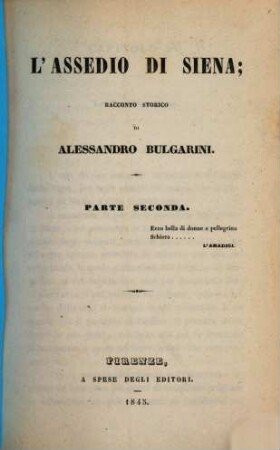 L'ASSEDIO DI SIENA;
RACCONTO STORICO
DI
ALESSANDRO BULGARINI.
PARTE SECONDA.
Ecco bella di donne e pellegrina
Schiera . . . . . .
L'AMADIGI.
FIRENZE,
A SPESE DEGLI EDITORI.
1843.